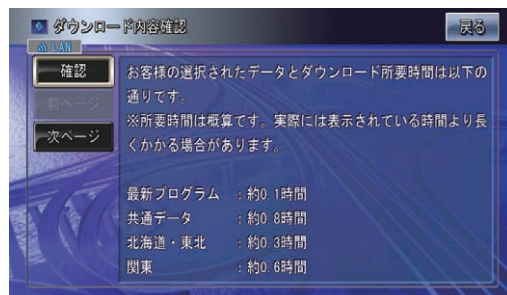 ダウンロード内容確認
戻る
LAN
確認
前ページ
次ページ
お客様の選択されたデータとダウンロード所要時間は以下の
通りです。
※所要時間は概算です。実際には表示されている時間より長
くかかる場合があります。
最新プログラム :約0.1時間
共通データ :約0.8時間
北海道・東北 :約0.3時間
関東 :約0.6時間